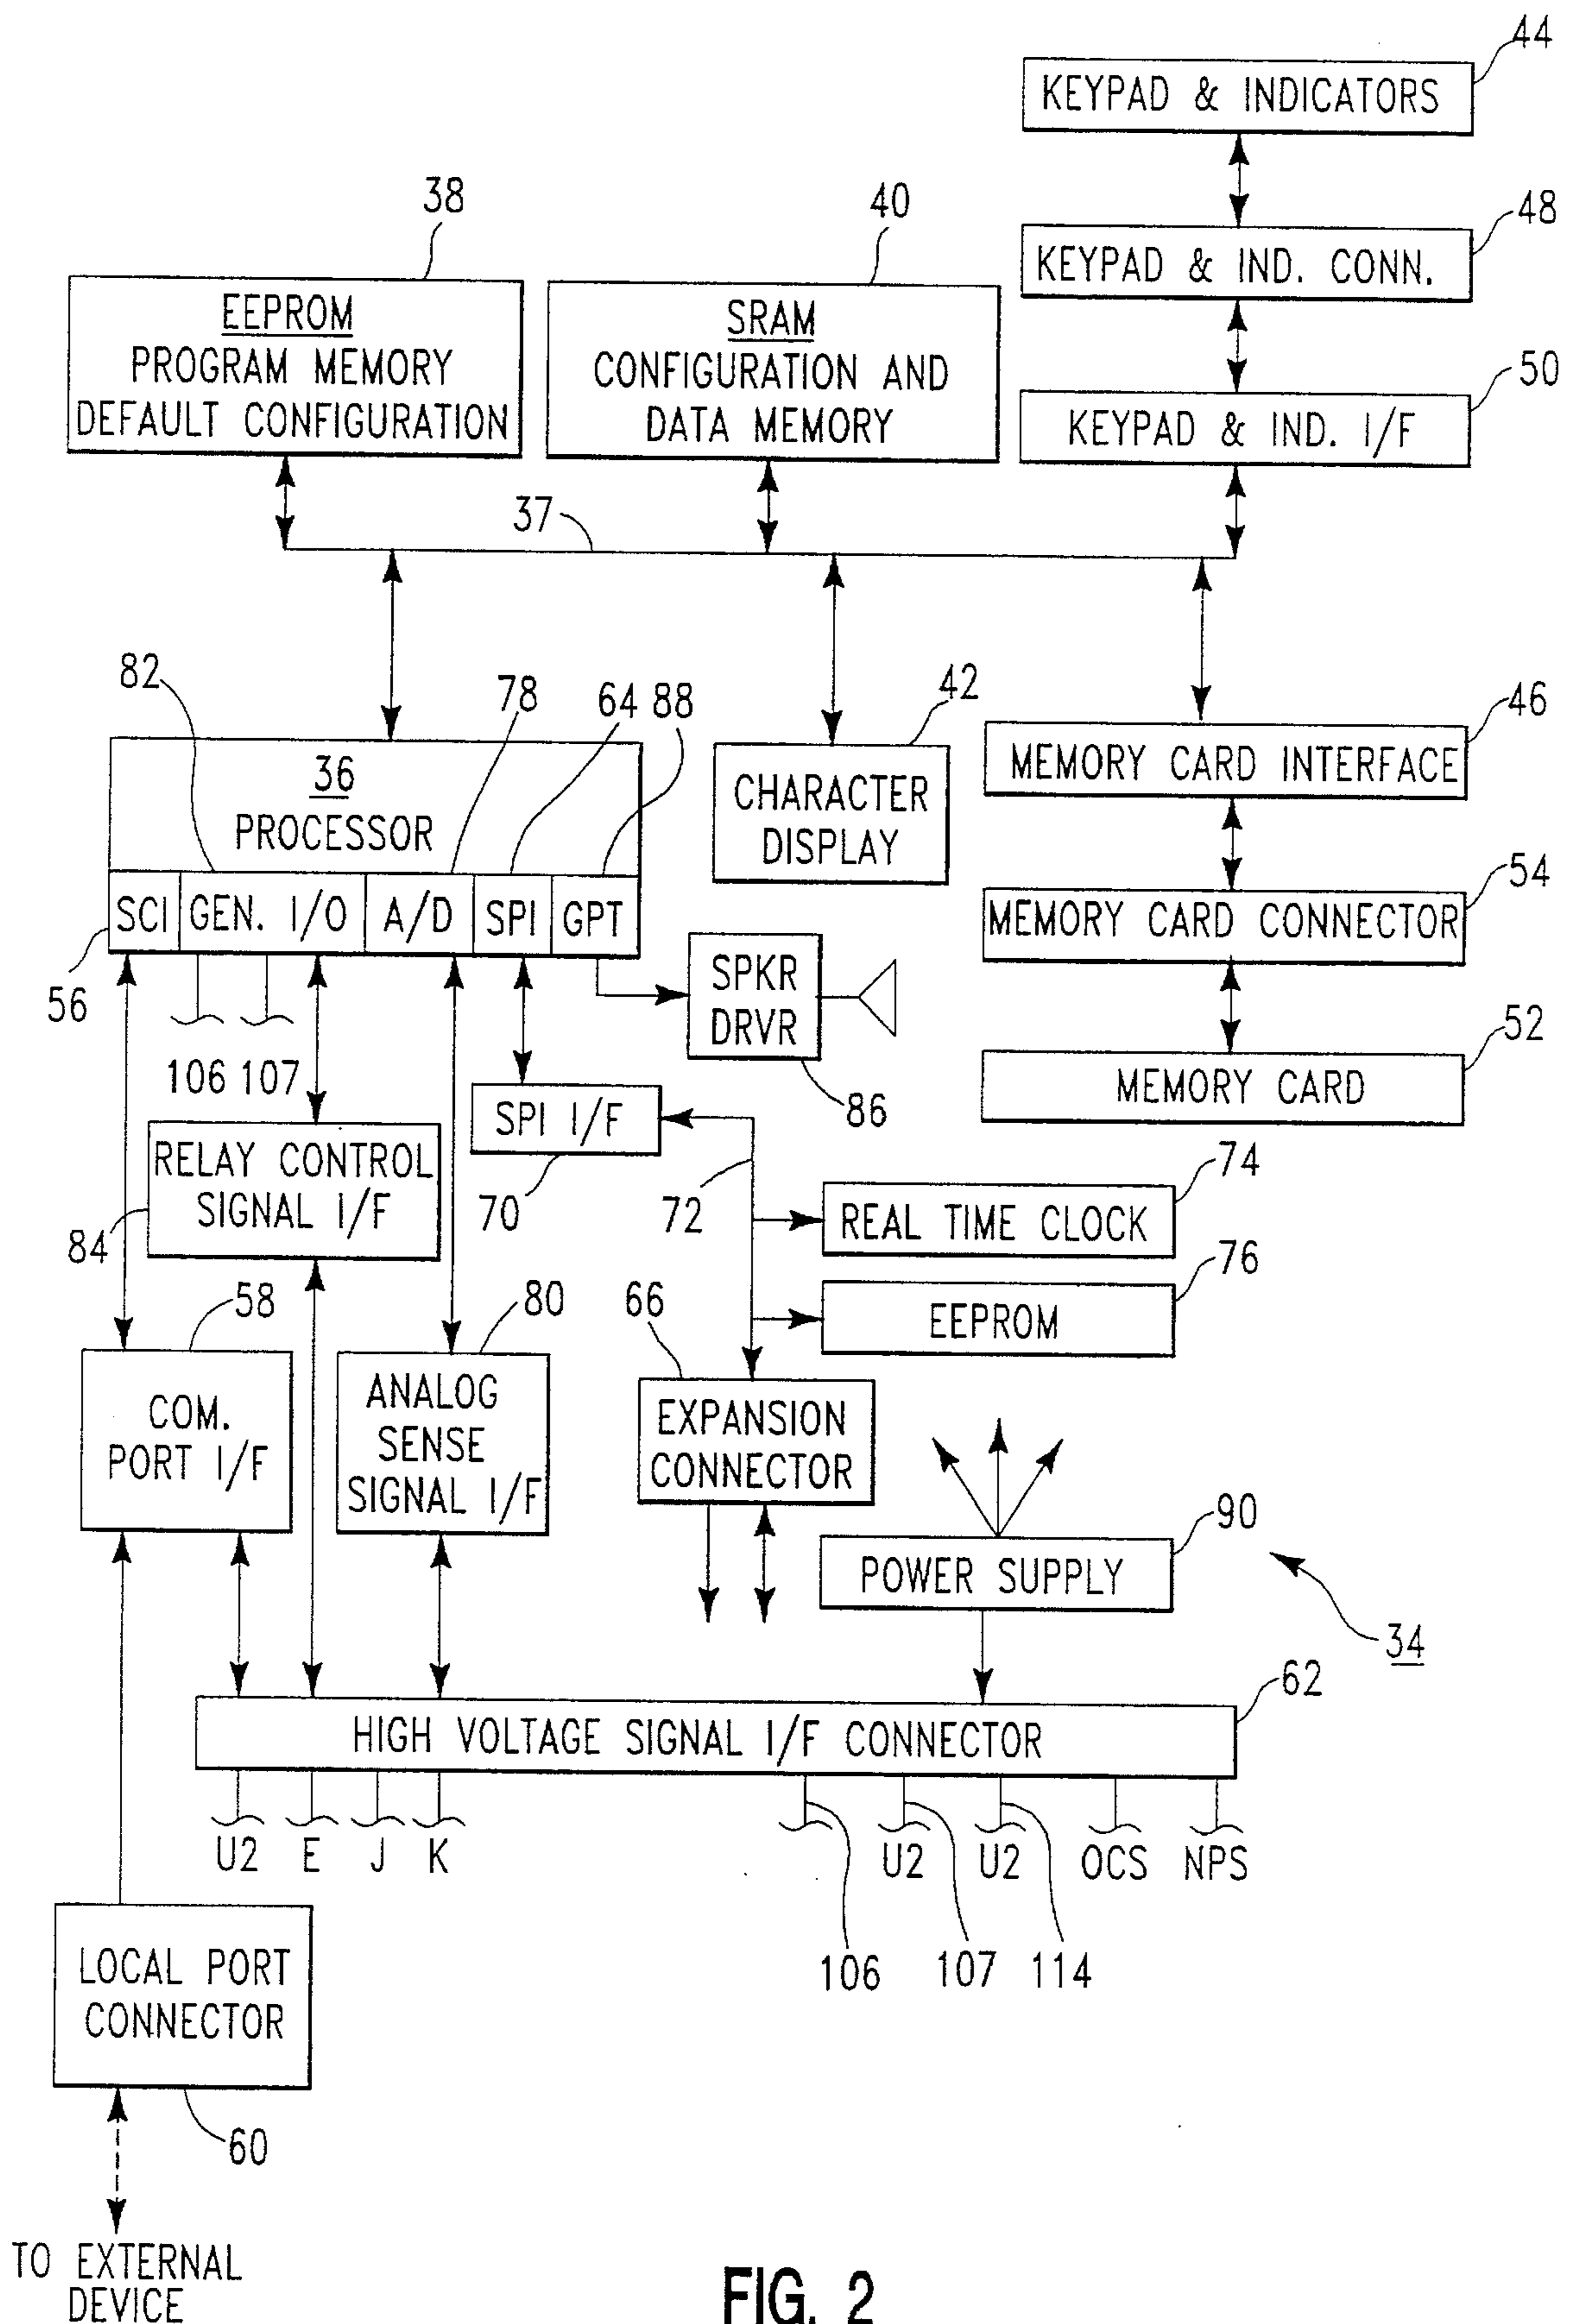 44
KEYPAD & INDICATORS
38
40
48
KEYPAD & IND. CONN.
EEPROM
PROGRAM MEMORY
DEFAULT CONFIGURATION
SRAM
CONFIGURATION AND
DATA MEMORY
50
KEYPAD & IND. I/F
37
82
78
64
88
42
46
36
PROCESSOR
CHARACTER
DISPLAY
MEMORY CARD INTERFACE
SCI
GEN. I/O
A/D
SPI
GPT
54
MEMORY CARD CONNECTOR
56
SPKR
DRVR
52
MEMORY CARD
106
107
86
SPI I/F
RELAY CONTROL
SIGNAL I/F
70
72
74
REAL TIME CLOCK
84
58
80
66
76
EEPROM
COM.
PORT I/F
ANALOG
SENSE
SIGNAL I/F
EXPANSION
CONNECTOR
90
POWER SUPPLY
34
62
HIGH VOLTAGE SIGNAL I/F CONNECTOR
U2
E
J
K
U2
U2
OCS
NPS
106
107
114
LOCAL PORT
CONNECTOR
60
TO EXTERNAL
DEVICE
FIG. 2